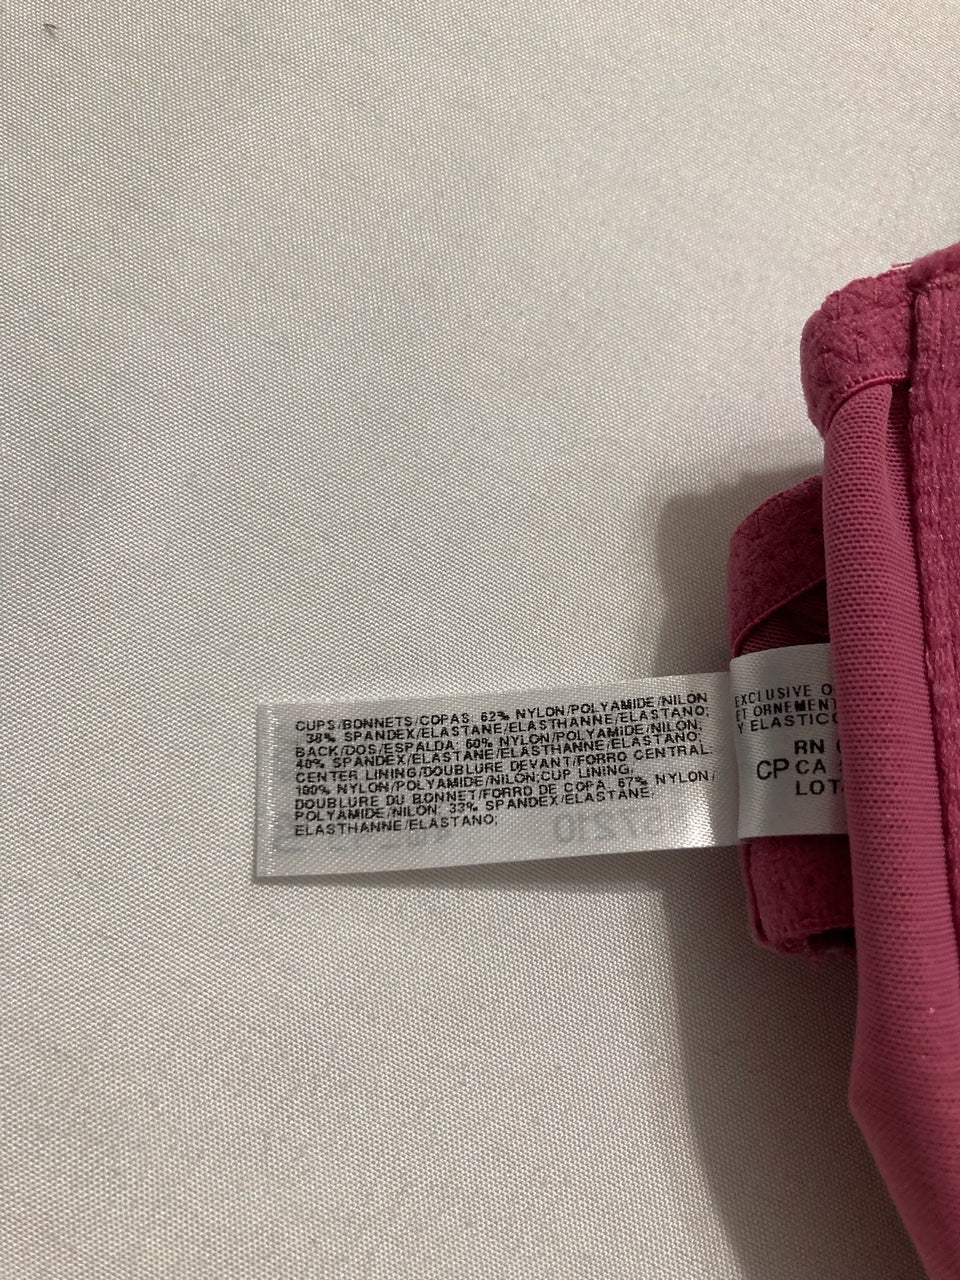 CUPS/BONNETS/COPAS: 62% NYLON/POLYAMIDE/NILON
38% SPANDEX/ELASTANE/ELASTHANNE/ELASTANO;
BACK/DOS/ESPALDA: 60% NYLON/POLYAMIDE/NILON;
40% SPANDEX/ELASTANE/ELASTHANNE/ELASTANO;
CENTER LINING/DOUBLURE DEVANT/FORRO CENTRAL:
100% NYLON/POLYAMIDE/NILON;CUP LINING,
DOUBLURE DU BONNET/FORRO DE COPA: 67% NYLON/
POLYAMIDE/NILON; 33% SPANDEX/ELASTANE,
ELASTHANNE/ELASTANO;
EXCLUSIVE O
ET ORNEMENT
Y ELASTICO
RN
CP CA
LOT